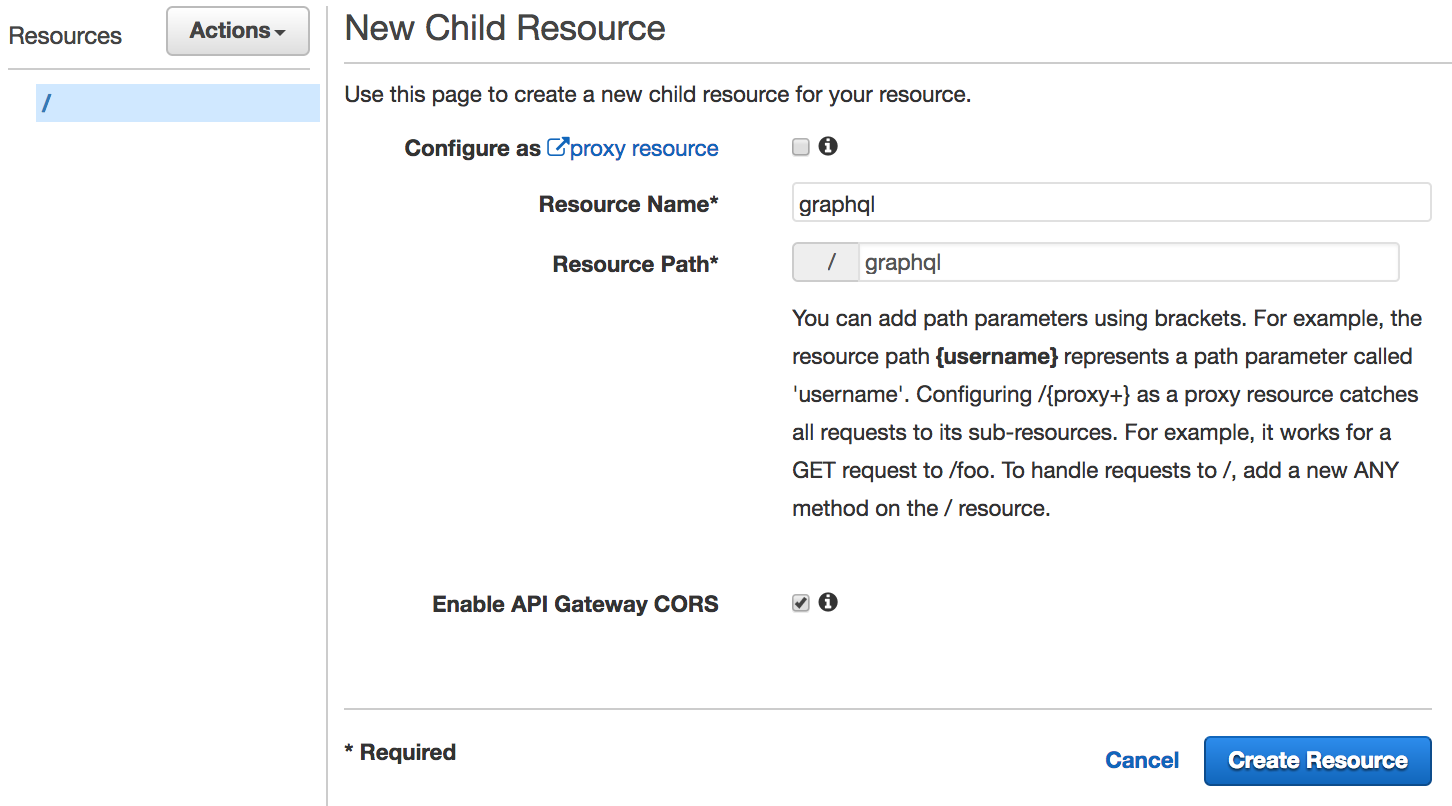 Resources
Actions
/
New Child Resource
Use this page to create a new child resource for your resource.
Configure as proxy resource
Resource Name*
graphql
Resource Path*
/ graphql
You can add path parameters using brackets. For example, the
resource path {username} represents a path parameter called
'username'. Configuring /{proxy+} as a proxy resource catches
all requests to its sub-resources. For example, it works for a
GET request to /foo. To handle requests to /, add a new ANY
method on the / resource.
Enable API Gateway CORS
* Required
Cancel
Create Resource